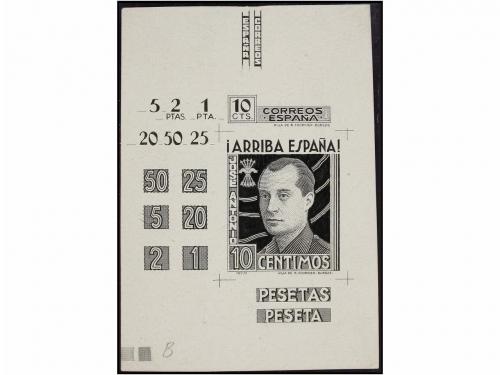 ESPAÑA
CORREOS
5 2 1
PTAS. PTA.
20 50 25
10
CTS.
CORREOS
ESPAÑA
¡ARRIBA ESPAÑA!
JOSE ANTONIO
10 CENTIMOS
50 25
5 20
2 1
PESETAS
PESETA
B